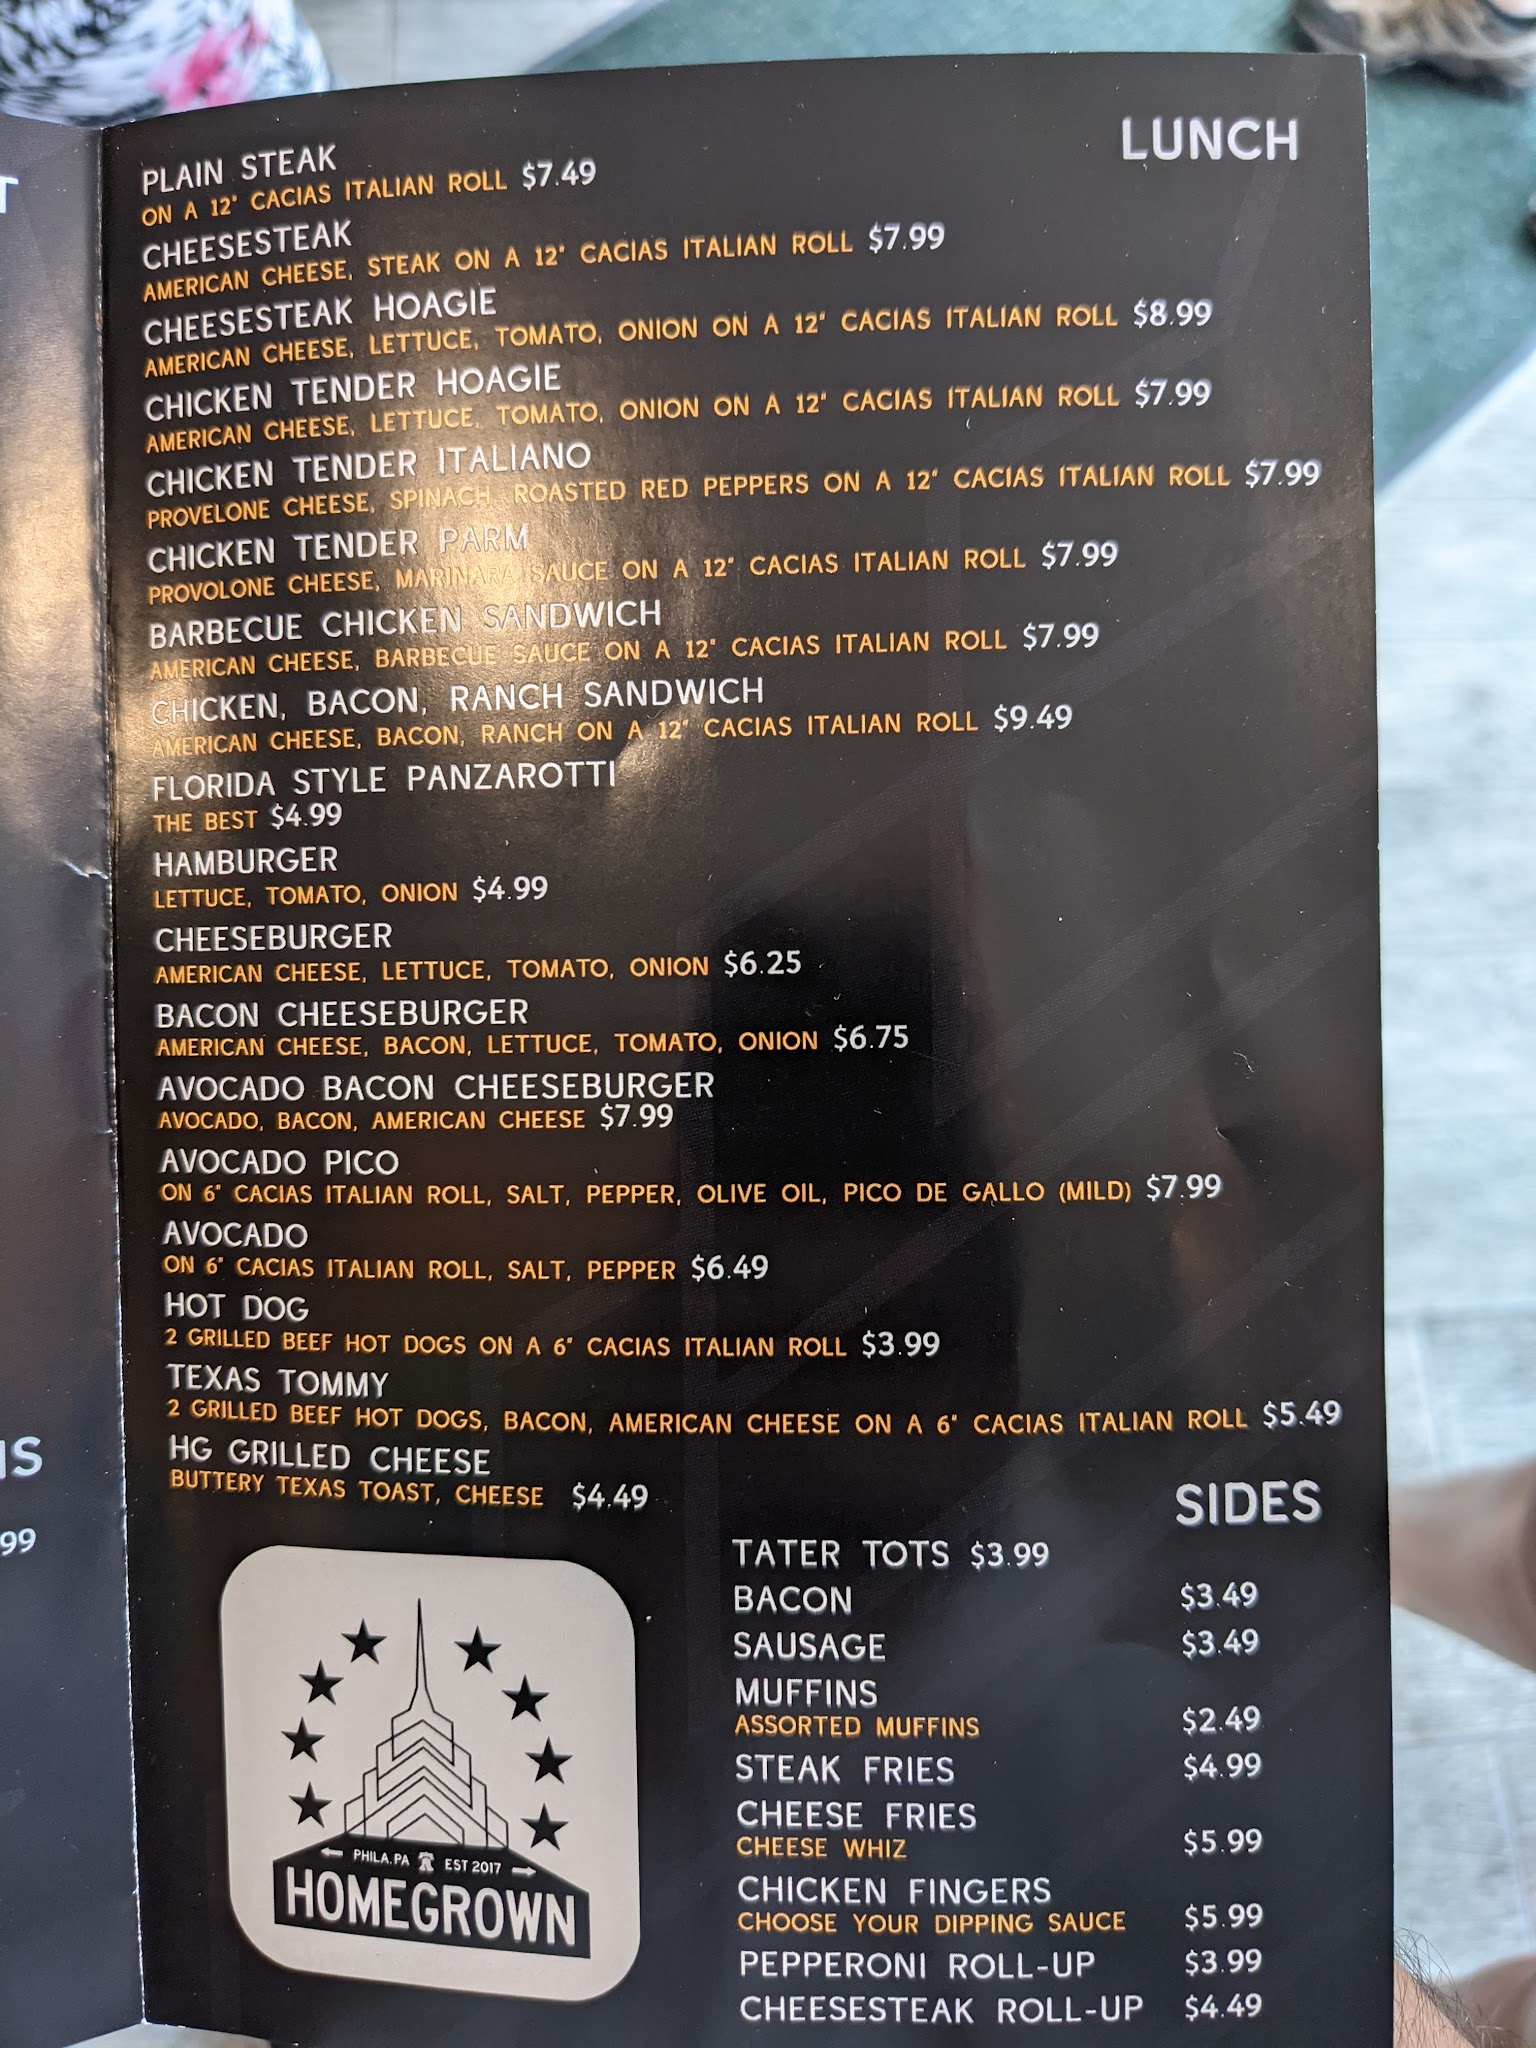 LUNCH
PLAIN STEAK
ON A 12" CACIAS ITALIAN ROLL $7.49
CHEESESTEAK
AMERICAN CHEESE, STEAK ON A 12" CACIAS ITALIAN ROLL $7.99
CHEESESTEAK HOAGIE
AMERICAN CHEESE, LETTUCE, TOMATO, ONION ON A 12" CACIAS ITALIAN ROLL $8.99
CHICKEN TENDER HOAGIE
AMERICAN CHEESE, LETTUCE, TOMATO, ONION ON A 12" CACIAS ITALIAN ROLL $7.99
CHICKEN TENDER ITALIANO
PROVELONE CHEESE, SPINACH, ROASTED RED PEPPERS ON A 12" CACIAS ITALIAN ROLL $7.99
CHICKEN TENDER PARM
PROVOLONE CHEESE, MARINARA SAUCE ON A 12" CACIAS ITALIAN ROLL $7.99
BARBECUE CHICKEN SANDWICH
AMERICAN CHEESE, BARBECUE SAUCE ON A 12" CACIAS ITALIAN ROLL $7.99
CHICKEN, BACON, RANCH SANDWICH
AMERICAN CHEESE, BACON, RANCH ON A 12" CACIAS ITALIAN ROLL $9.49
FLORIDA STYLE PANZAROTTI
THE BEST $4.99
HAMBURGER
LETTUCE, TOMATO, ONION $4.99
CHEESEBURGER
AMERICAN CHEESE, LETTUCE, TOMATO, ONION $6.25
BACON CHEESEBURGER
AMERICAN CHEESE, BACON, LETTUCE, TOMATO, ONION $6.75
AVOCADO BACON CHEESEBURGER
AVOCADO, BACON, AMERICAN CHEESE $7.99
AVOCADO PICO
ON 6" CACIAS ITALIAN ROLL, SALT, PEPPER, OLIVE OIL, PICO DE GALLO (MILD) $7.99
AVOCADO
ON 6" CACIAS ITALIAN ROLL, SALT, PEPPER $6.49
HOT DOG
2 GRILLED BEEF HOT DOGS ON A 6" CACIAS ITALIAN ROLL $3.99
TEXAS TOMMY
2 GRILLED BEEF HOT DOGS, BACON, AMERICAN CHEESE ON A 6" CACIAS ITALIAN ROLL $5.49
HG GRILLED CHEESE
BUTTERY TEXAS TOAST, CHEESE $4.49
SIDES
TATER TOTS $3.99
BACON $3.49
SAUSAGE $3.49
MUFFINS
ASSORTED MUFFINS $2.49
STEAK FRIES $4.99
CHEESE FRIES
CHEESE WHIZ $5.99
CHICKEN FINGERS
CHOOSE YOUR DIPPING SAUCE $5.99
PEPPERONI ROLL-UP $3.99
CHEESESTEAK ROLL-UP $4.49
PHILA.PA EST 2017
HOMEGROWN